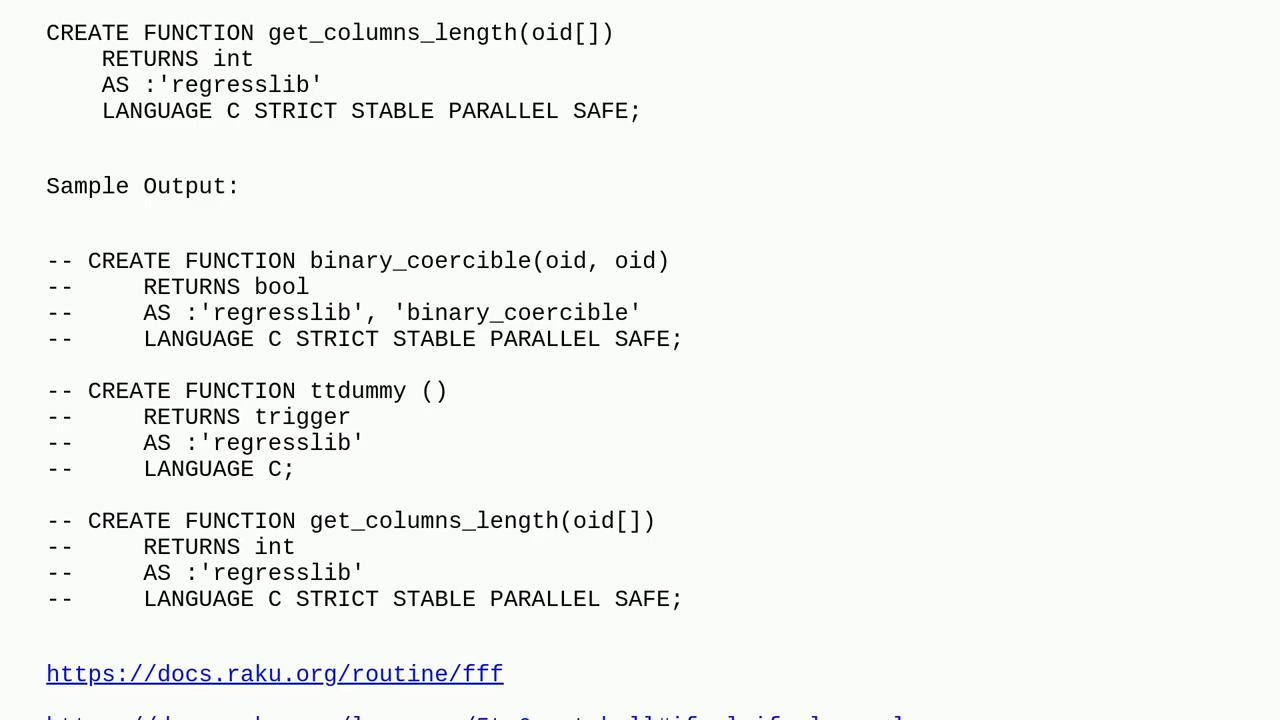 CREATE FUNCTION get_columns_length(oid[])
    RETURNS int
    AS :'regresslib'
    LANGUAGE C STRICT STABLE PARALLEL SAFE;
Sample Output:
-- CREATE FUNCTION binary_coercible(oid, oid)
--     RETURNS bool
--     AS :'regresslib', 'binary_coercible'
--     LANGUAGE C STRICT STABLE PARALLEL SAFE;
-- CREATE FUNCTION ttdummy ()
--     RETURNS trigger
--     AS :'regresslib'
--     LANGUAGE C;
-- CREATE FUNCTION get_columns_length(oid[])
--     RETURNS int
--     AS :'regresslib'
--     LANGUAGE C STRICT STABLE PARALLEL SAFE;
https://docs.raku.org/routine/fff